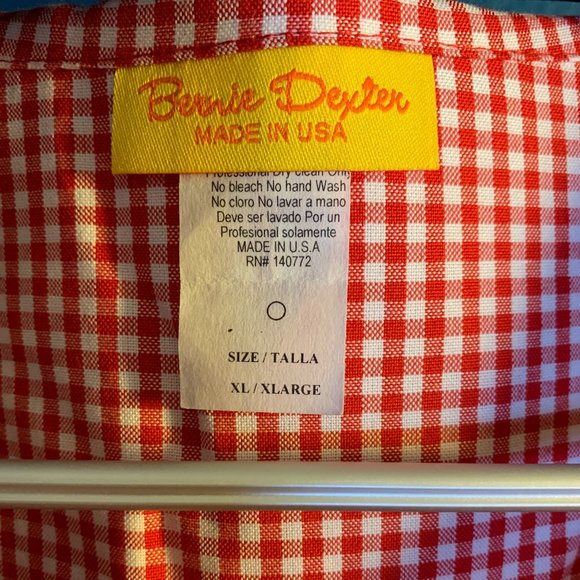 Bernie Dexter
MADE IN USA
Professional Dry clean Only
No bleach No hand Wash
No cloro No lavar a mano
Deve ser lavado Por un
Profesional solamente
MADE IN U.S.A
RN# 140772
SIZE / TALLA
XL / XLARGE